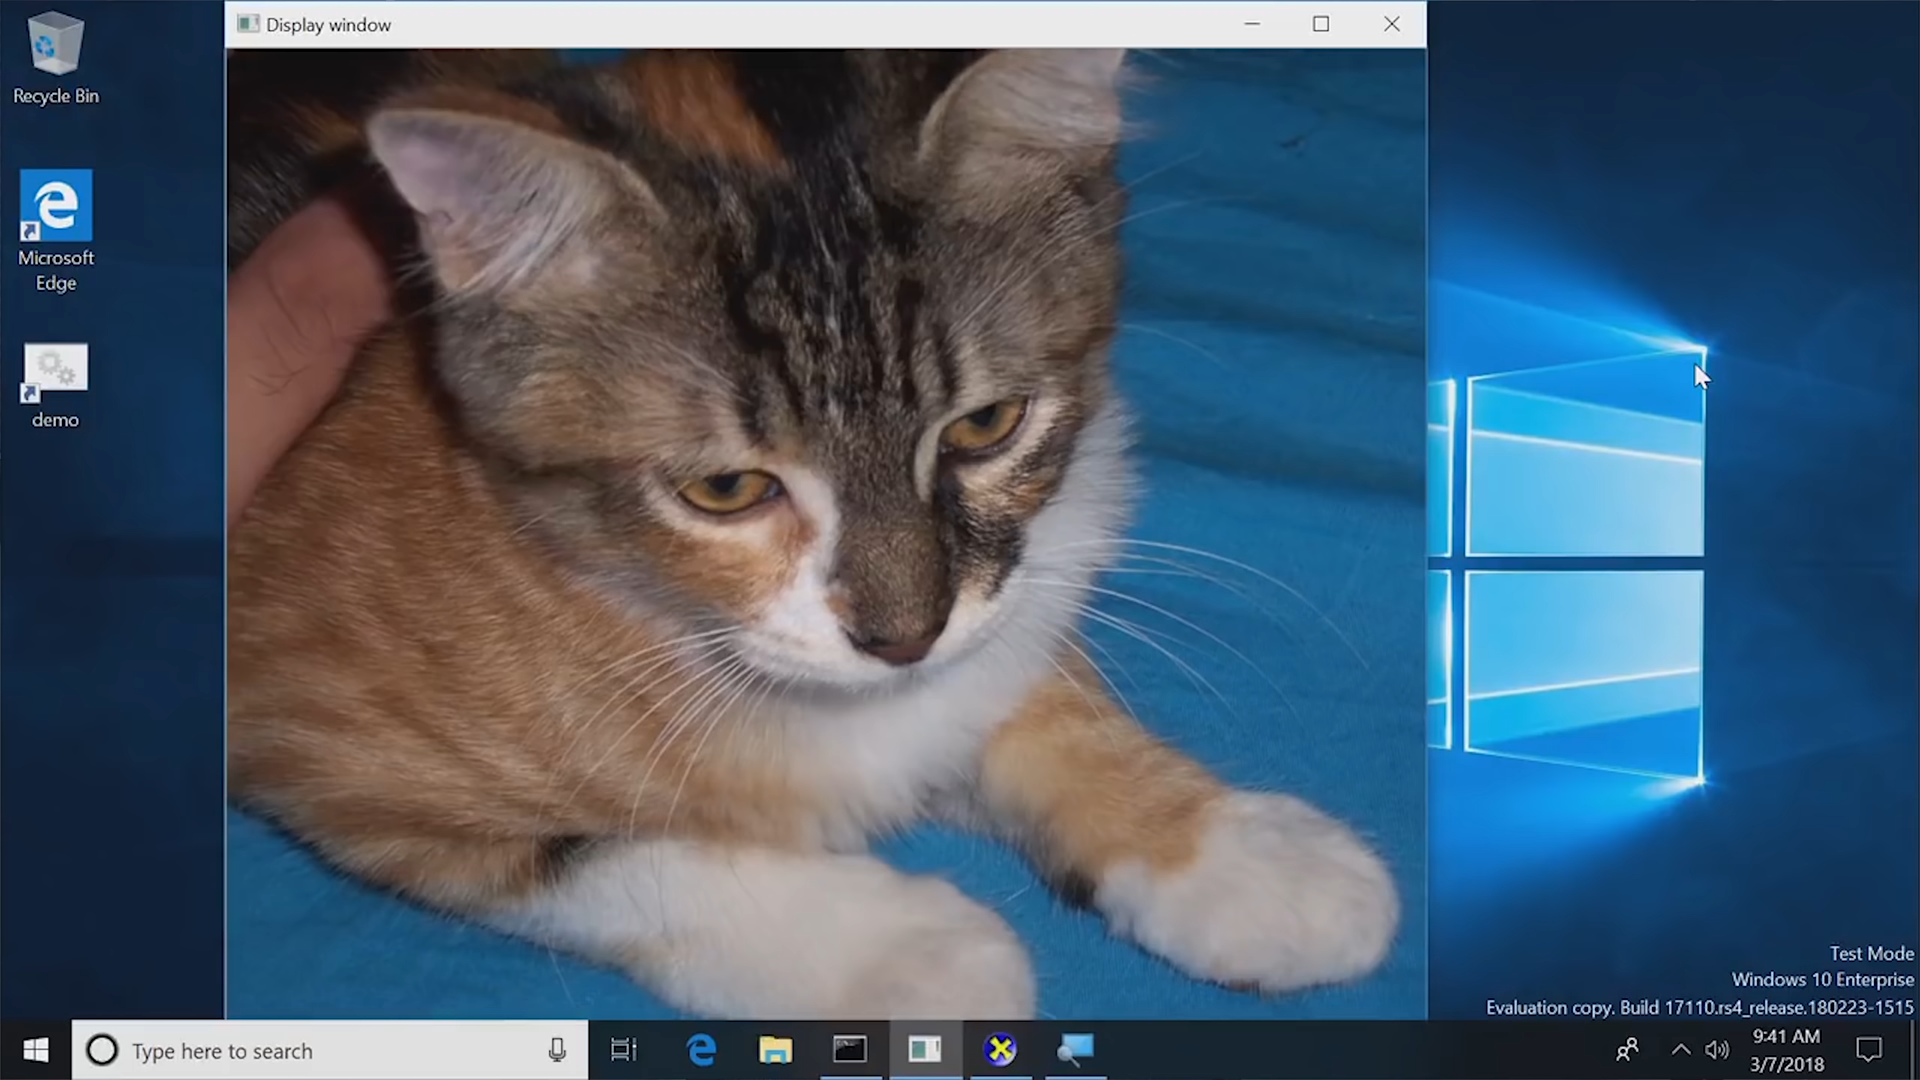 Display window
Recycle Bin
Microsoft
Edge
demo
Test Mode
Windows 10 Enterprise
Evaluation copy. Build 17110.rs4_release.180223-1515
Type here to search
9:41 AM
3/7/2018